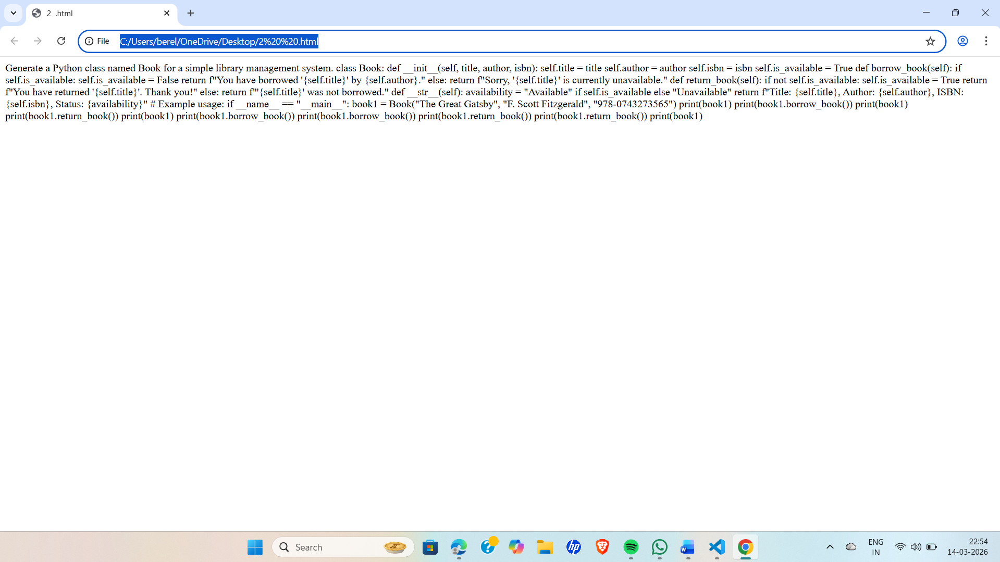 2 .html
File C:/Users/berel/OneDrive/Desktop/2%20%20.html
Generate a Python class named Book for a simple library management system. class Book: def __init__(self, title, author, isbn): self.title = title self.author = author self.isbn = isbn self.is_available = True def borrow_book(self): if
self.is_available: self.is_available = False return f"You have borrowed '{self.title}' by {self.author}." else: return f"Sorry, '{self.title}' is currently unavailable." def return_book(self): if not self.is_available: self.is_available = True return
f"You have returned '{self.title}'. Thank you!" else: return f"'{self.title}' was not borrowed." def __str__(self): availability = "Available" if self.is_available else "Unavailable" return f"Title: {self.title}, Author: {self.author}, ISBN:
{self.isbn}, Status: {availability}" # Example usage: if __name__ == "__main__": book1 = Book("The Great Gatsby", "F. Scott Fitzgerald", "978-0743273565") print(book1) print(book1.borrow_book()) print(book1)
print(book1.return_book()) print(book1) print(book1.borrow_book()) print(book1.borrow_book()) print(book1.return_book()) print(book1.return_book()) print(book1)
Search
hp
W
ENG
IN
22:54
14-03-2026